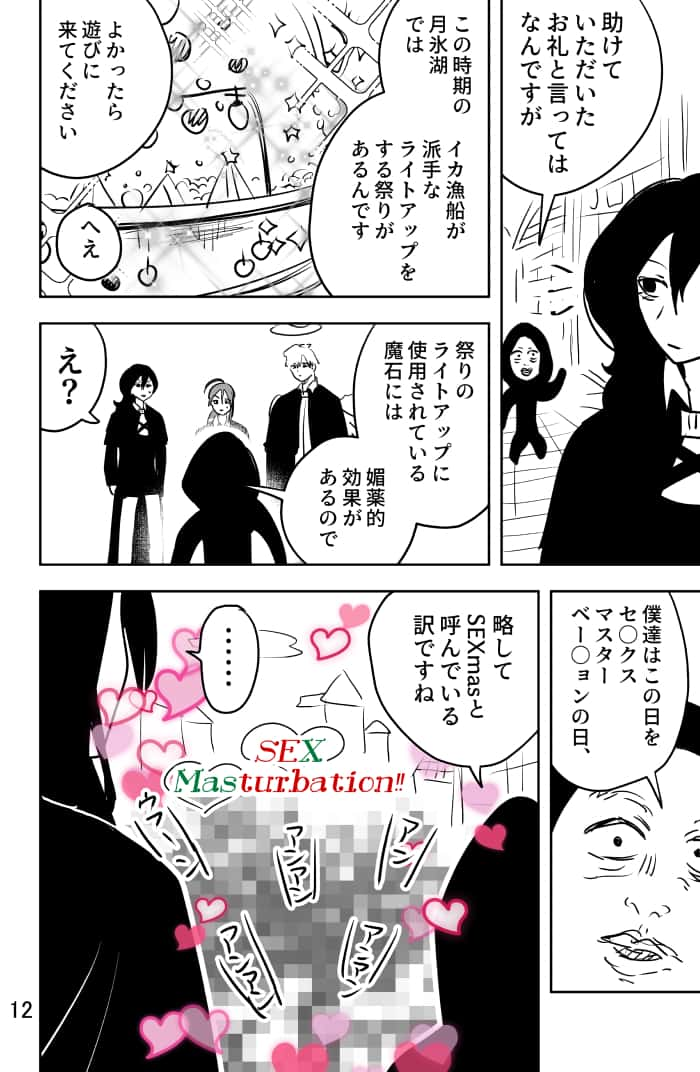 助けて
いただいた
お礼と言っては
なんですが
この時期の
月氷湖
では
イカ漁船が
派手な
ライトアップを
する祭りが
あるんです
よかったら
遊びに
来てください
へえ
祭りの
ライトアップに
使用されている
魔石には
媚薬的
効果が
あるので
え?
僕達はこの日を
セ〇クス
マスター
ベー〇ョンの日、
略して
SEXmasと
呼んでいる
訳ですね
……
SEX
Masturbation!!
アン
アンアン
ウフーン
アンアン
アンアン
12